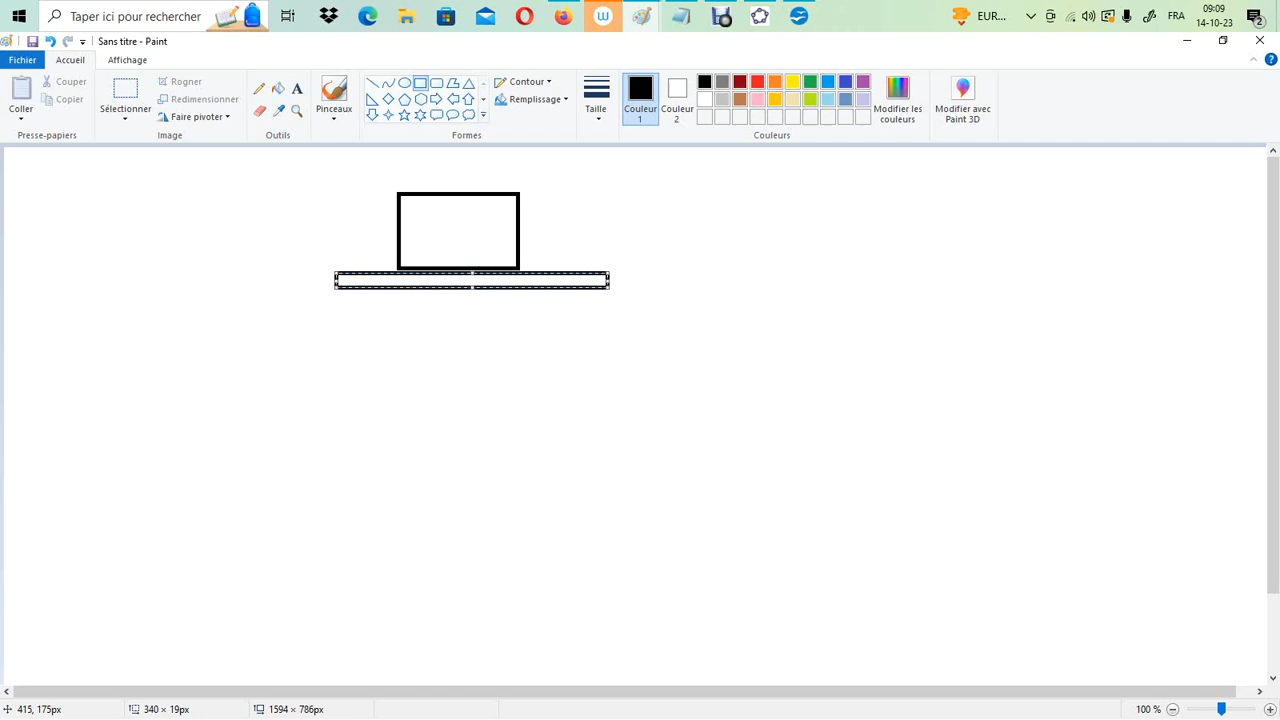 Taper ici pour rechercher
W
EUR...
FRA
09:09
14-10-23
2
Sans titre - Paint
Fichier
Accueil
Affichage
?
Coller
Couper
Copier
Presse-papiers
Sélectionner
Rogner
Redimensionner
Faire pivoter
Image
A
Outils
Pinceaux
Contour
Remplissage
Formes
Taille
Couleur
1
Couleur
2
Couleurs
Modifier les
couleurs
Modifier avec
Paint 3D
415, 175px
340 × 19px
1594 × 786px
100 %